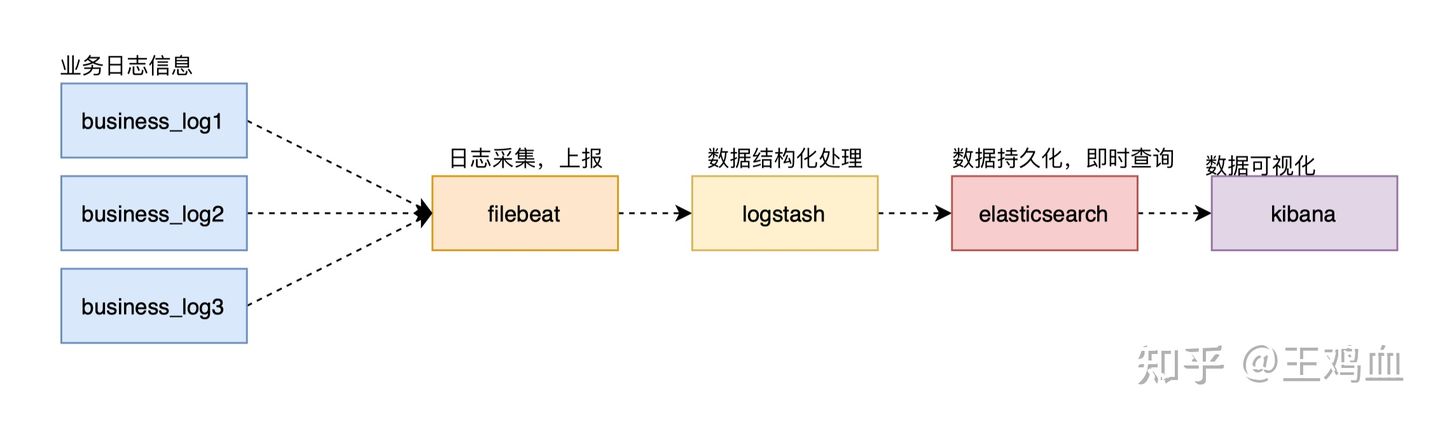 业务日志信息
business_log1
business_log2
business_log3
日志采集，上报
filebeat
数据结构化处理
logstash
数据持久化，即时查询
elasticsearch
数据可视化
kibana
知乎 @王鸡血